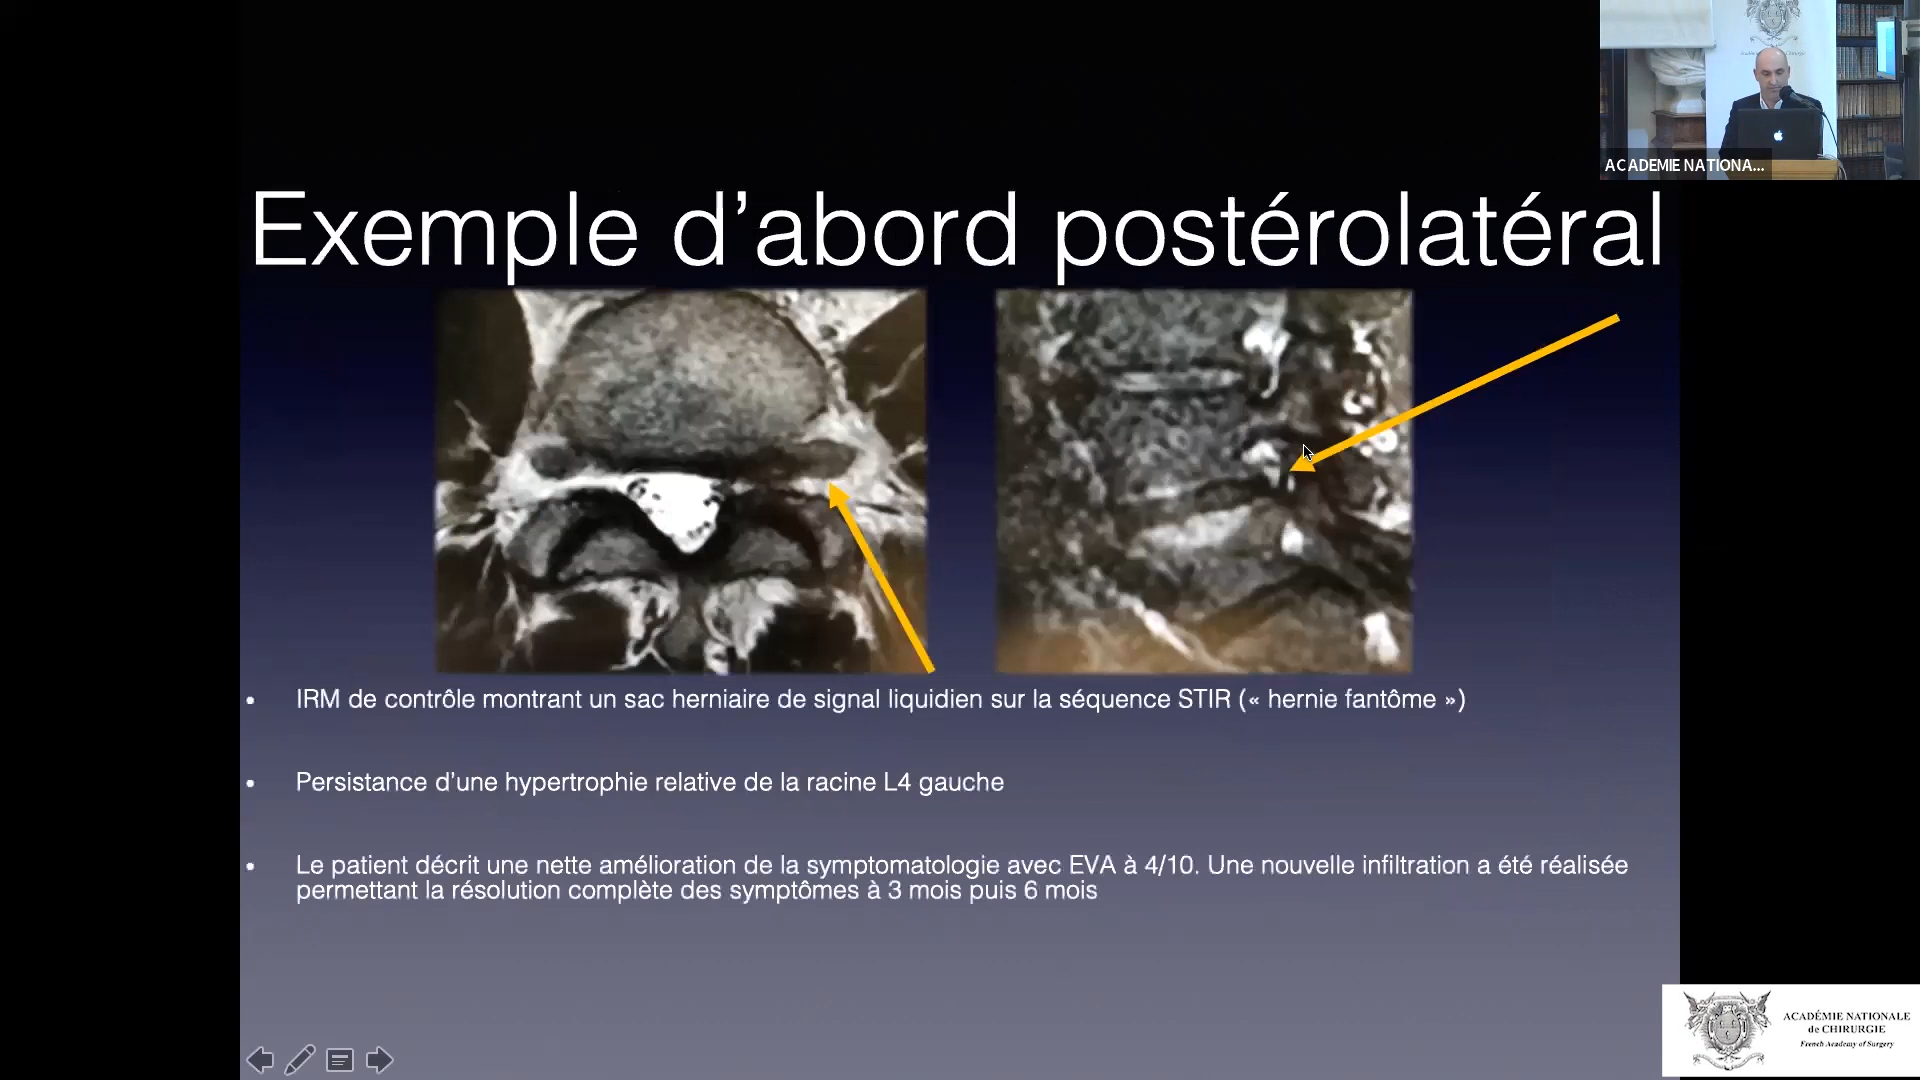 ACADEMIE NATIONA...
Exemple d’abord postérolatéral
• IRM de contrôle montrant un sac herniaire de signal liquidien sur la séquence STIR (« hernie fantôme »)
• Persistance d’une hypertrophie relative de la racine L4 gauche
• Le patient décrit une nette amélioration de la symptomatologie avec EVA à 4/10. Une nouvelle infiltration a été réalisée
permettant la résolution complète des symptômes à 3 mois puis 6 mois
ACADÉMIE NATIONALE
de CHIRURGIE
French Academy of Surgery